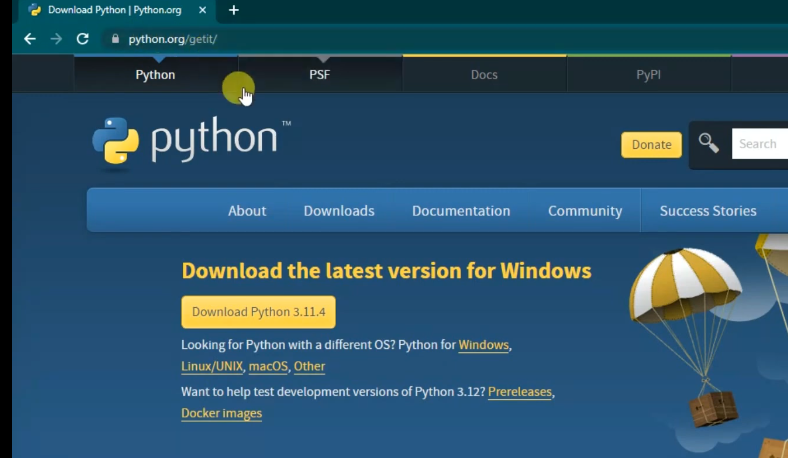 Download Python | Python.org
python.org/getit/
Python PSF Docs PyPI
python™
Donate Search
About Downloads Documentation Community Success Stories
Download the latest version for Windows
Download Python 3.11.4
Looking for Python with a different OS? Python for Windows,
Linux/UNIX, macOS, Other
Want to help test development versions of Python 3.12? Prereleases,
Docker images